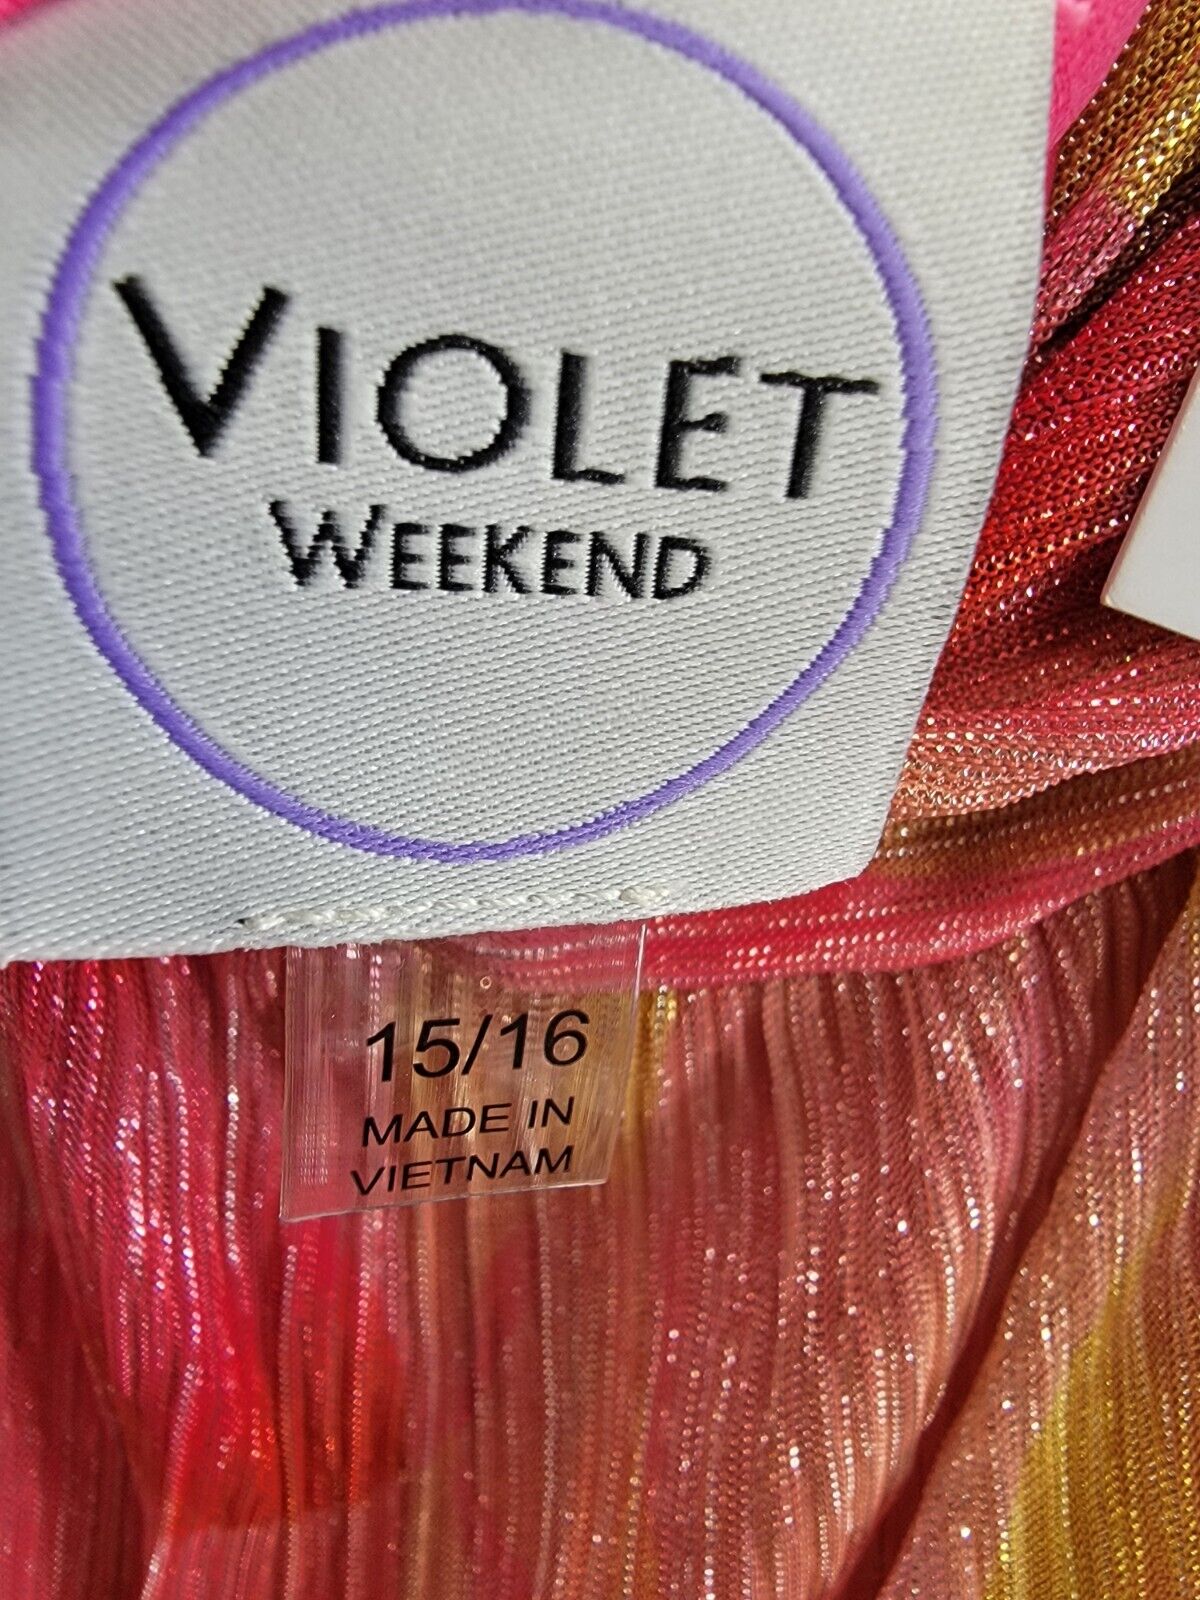 VIOLET
WEEKEND
15/16
MADE IN
VIETNAM